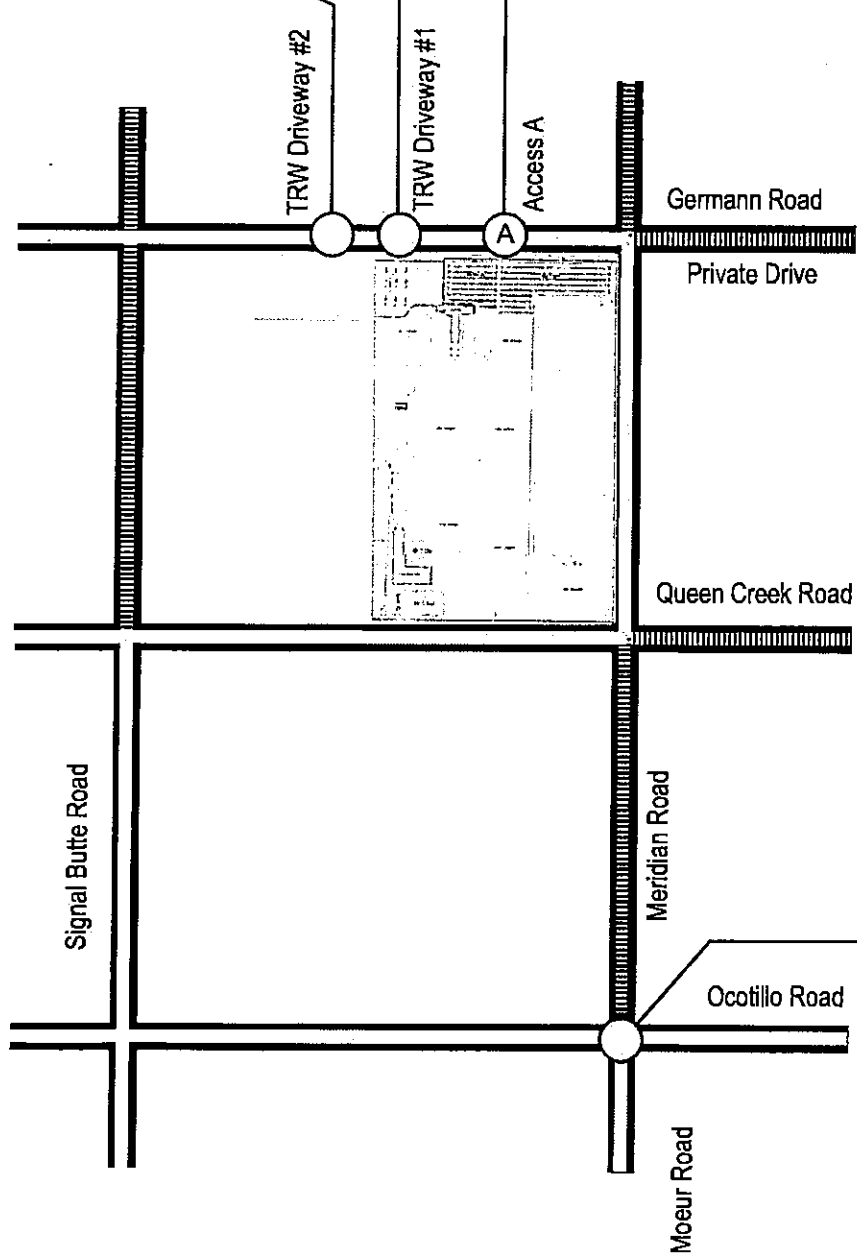 TRW Driveway #2
TRW Driveway #1
Access A
A
Germann Road
Private Drive
Queen Creek Road
Signal Butte Road
Meridian Road
Ocotillo Road
Moeur Road